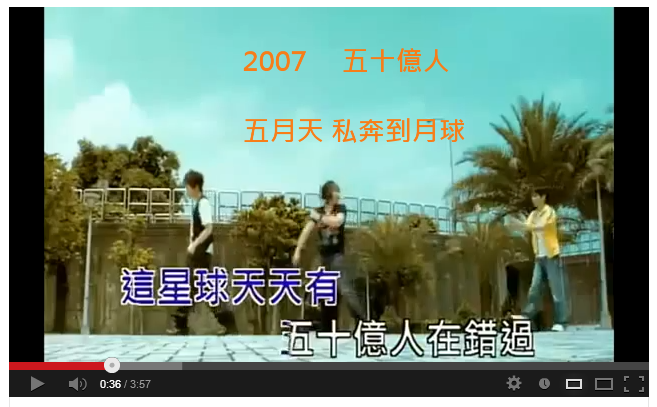 2007 五十億人
五月天 私奔到月球
這星球天天有
五十億人在錯過
0:36 / 3:57